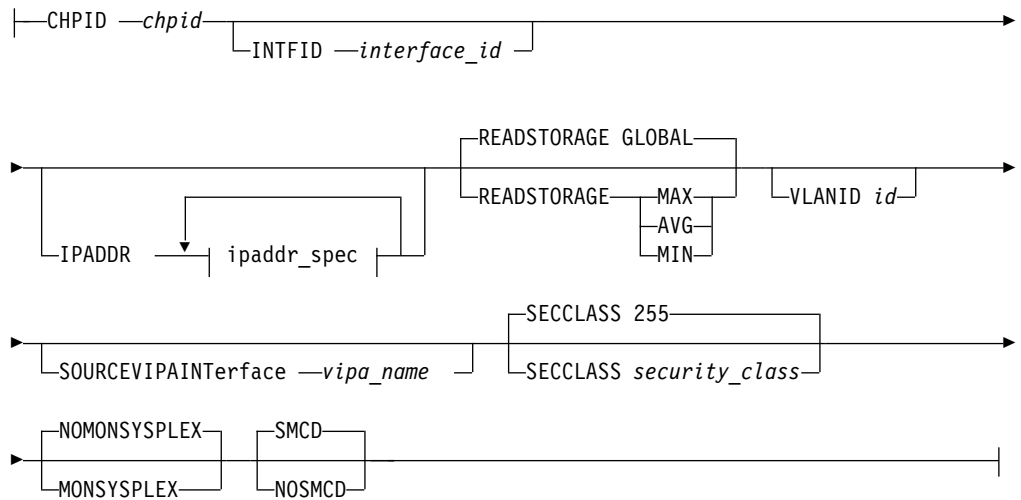 CHPID chpid
INTFID interface_id
READSTORAGE GLOBAL
READSTORAGE MAX
AVG
MIN
VLANID id
IPADDR ipaddr_spec
SECCLASS 255
SOURCEVIPAINTerface vipa_name
SECCLASS security_class
NOMONSYSPLEX SMCD
MONSYSPLEX NOSMCD